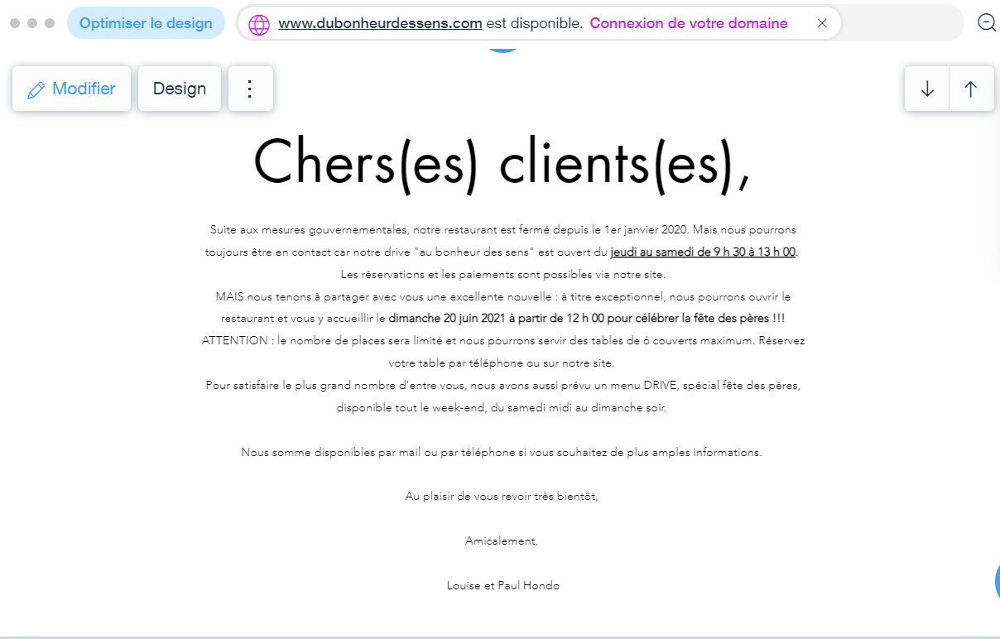 Optimiser le design
www.dubonheurdessens.com est disponible. Connexion de votre domaine
Modifier
Design
Chers(es) clients(es),
Suite aux mesures gouvernementales, notre restaurant est fermé depuis le 1er janvier 2020. Mais nous pourrons
toujours être en contact car notre drive "au bonheur des sens" est ouvert du jeudi au samedi de 9 h 30 à 13 h 00.
Les réservations et les paiements sont possibles via notre site.
MAIS nous tenons à partager avec vous une excellente nouvelle : à titre exceptionnel, nous pourrons ouvrir le
restaurant et vous y accueillir le dimanche 20 juin 2021 à partir de 12 h 00 pour célébrer la fête des pères !!!
ATTENTION : le nombre de places sera limité et nous pourrons servir des tables de 6 couverts maximum. Réservez
votre table par téléphone ou sur notre site.
Pour satisfaire le plus grand nombre d'entre vous, nous avons aussi prévu un menu DRIVE, spécial fête des pères,
disponible tout le week-end, du samedi midi au dimanche soir.
Nous somme disponibles par mail ou par téléphone si vous souhaitez de plus amples informations.
Au plaisir de vous revoir très bientôt,
Amicalement,
Louise et Paul Hondo